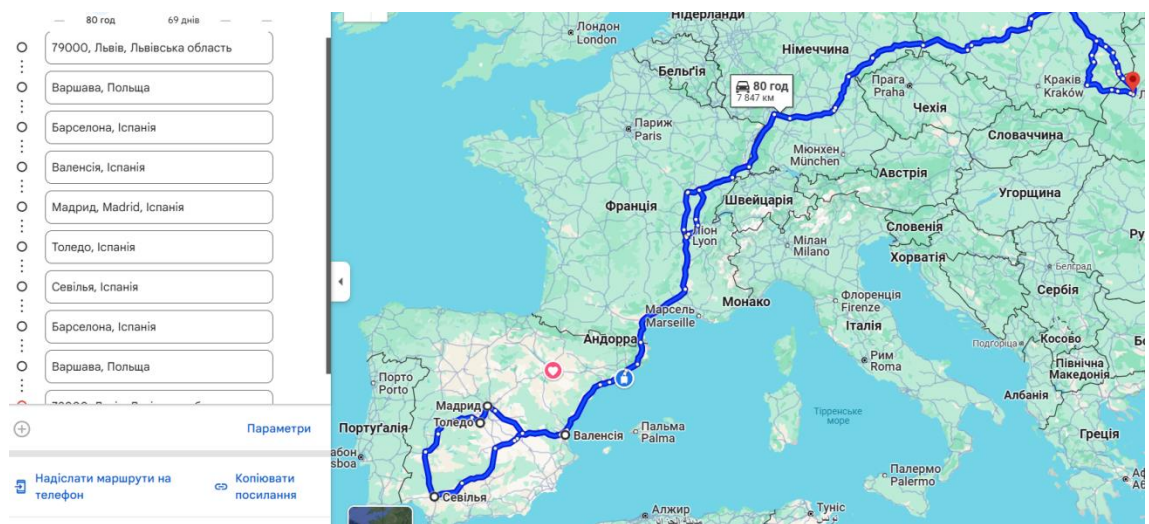 80 год
69 днів
79000, Львів, Львівська область
Варшава, Польща
Барселона, Іспанія
Валенсія, Іспанія
Мадрид, Madrid, Іспанія
Толедо, Іспанія
Севілья, Іспанія
Барселона, Іспанія
Варшава, Польща
Параметри
Надіслати маршрути на
телефон
Копіювати
посилання
Лондон
London
Нідерланди
Німеччина
Бельгія
80 год
7 847 км
Прага
Praha
Чехія
Краків
Kraków
Париж
Paris
Словаччина
Мюнхен
München
Австрія
Угорщина
Франція
Швейцарія
Ліон
Lyon
Словенія
Мілан
Milano
Хорватія
Белград
Сербія
Монако
Флоренція
Firenze
Марсель
Marseille
Італія
Андорра
Подгоріца
Косово
Рим
Roma
Північна
Македонія
Порто
Porto
Албанія
Мадрид
Толедо
Тірренське
море
Португалія
Валенсія
Пальма
Palma
Греція
Севілья
Палермо
Palermo
Алжир
Туніс